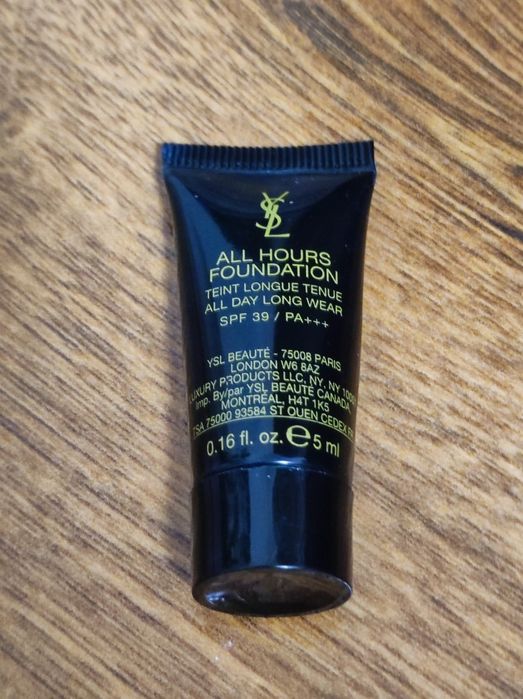 YSL
ALL HOURS
FOUNDATION
TEINT LONGUE TENUE
ALL DAY LONG WEAR
SPF 39 / PA+++
YSL BEAUTÉ - 75008 PARIS
LONDON W6 8AZ
LUXURY PRODUCTS LLC, NY, NY
Imp. By/par YSL BEAUTÉ CANADA,
MONTRÉAL, H4T 1K5
TSA 75000 93584 ST OUEN CEDEX
0.16 fl. oz. ℮ 5 ml